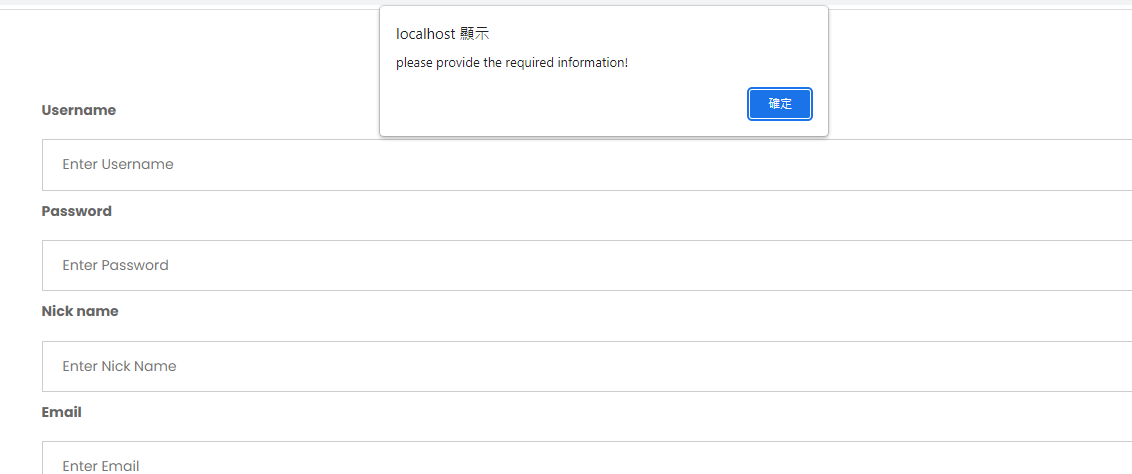 localhost 顯示
please provide the required information!
確定
Username
Enter Username
Password
Enter Password
Nick name
Enter Nick Name
Email
Enter Email